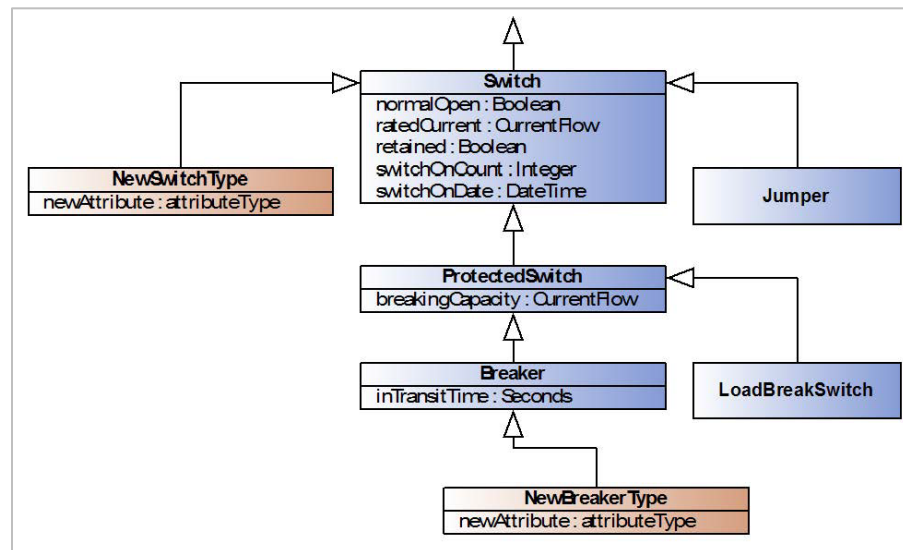 Switch
normalOpen : Boolean
ratedCurrent : CurrentFlow
retained : Boolean
switchOnCount : Integer
switchOnDate : DateTime
NewSwitchType
newAttribute : attributeType
Jumper
ProtectedSwitch
breakingCapacity : CurrentFlow
Breaker
inTransitTime : Seconds
LoadBreakSwitch
NewBreakerType
newAttribute : attributeType